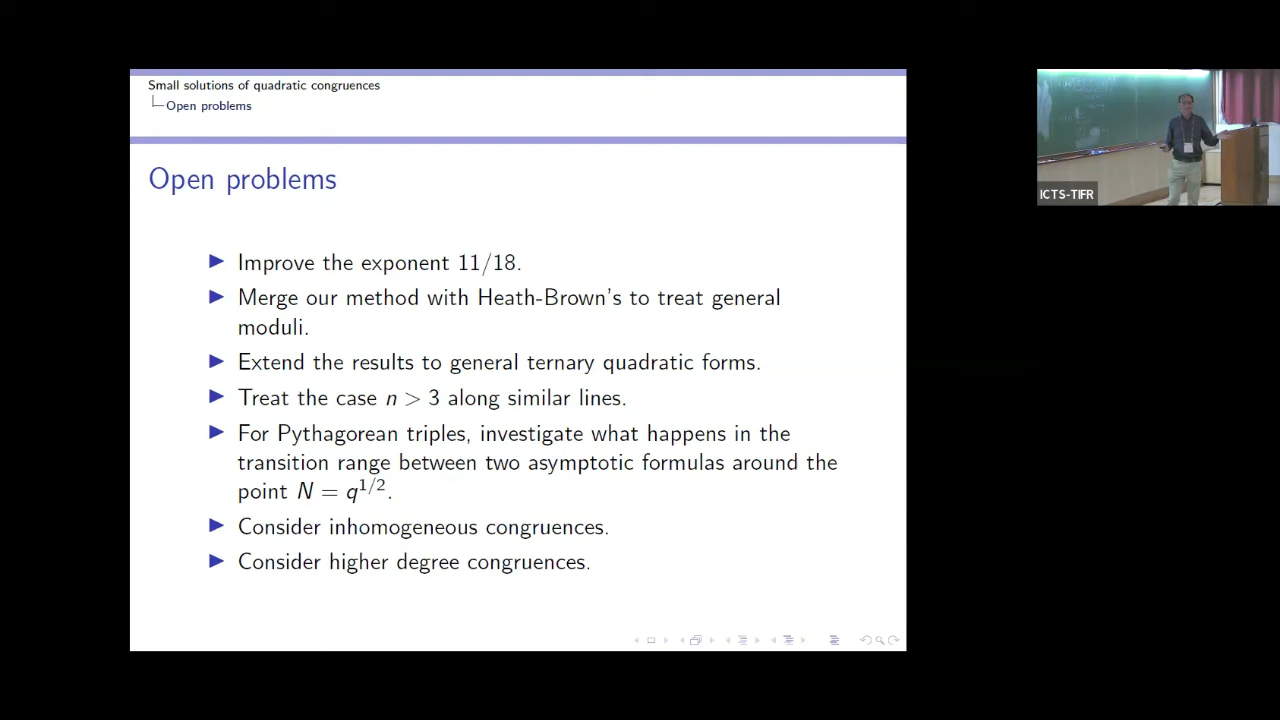 Small solutions of quadratic congruences
Open problems
Open problems
Improve the exponent 11/18.
Merge our method with Heath-Brown's to treat general
moduli.
Extend the results to general ternary quadratic forms.
Treat the case n > 3 along similar lines.
For Pythagorean triples, investigate what happens in the
transition range between two asymptotic formulas around the
point N = q^{1/2}.
Consider inhomogeneous congruences.
Consider higher degree congruences.
ICTS-TIFR